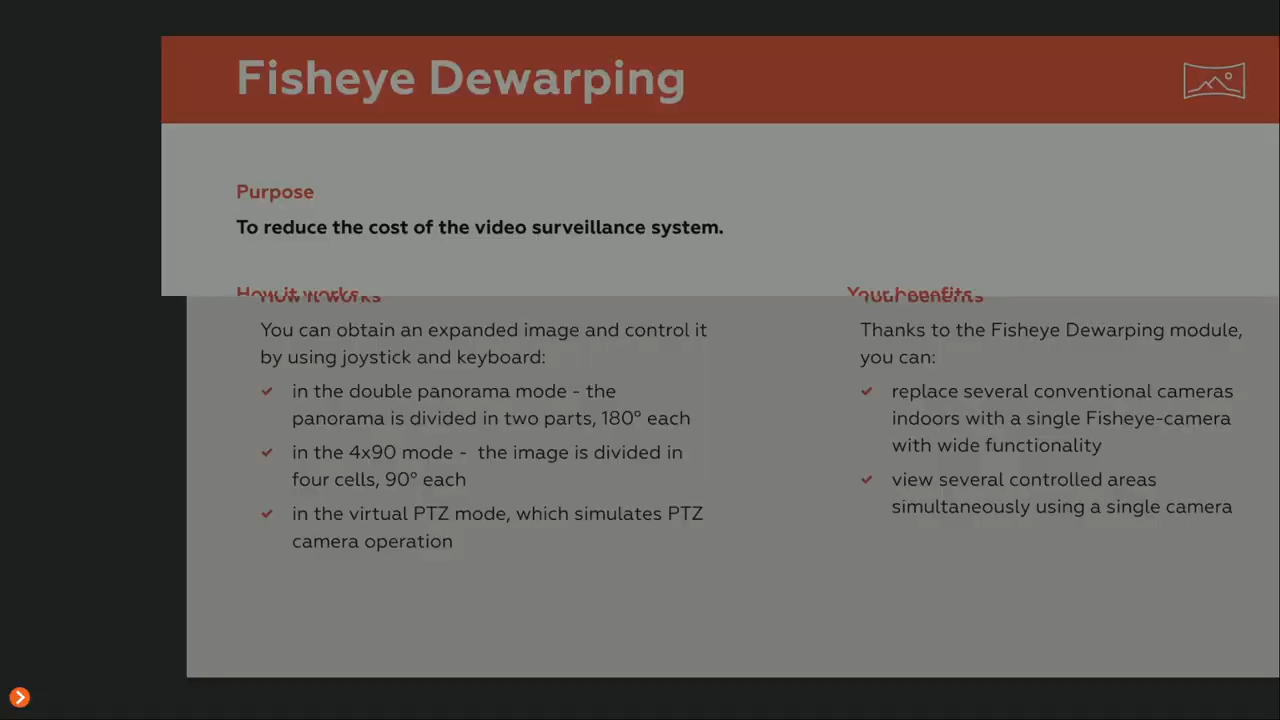 Fisheye Dewarping
Purpose
To reduce the cost of the video surveillance system.
How it works
You can obtain an expanded image and control it
by using joystick and keyboard:
in the double panorama mode - the
panorama is divided in two parts, 180° each
in the 4x90 mode - the image is divided in
four cells, 90° each
in the virtual PTZ mode, which simulates PTZ
camera operation
Your benefits
Thanks to the Fisheye Dewarping module,
you can:
replace several conventional cameras
indoors with a single Fisheye-camera
with wide functionality
view several controlled areas
simultaneously using a single camera